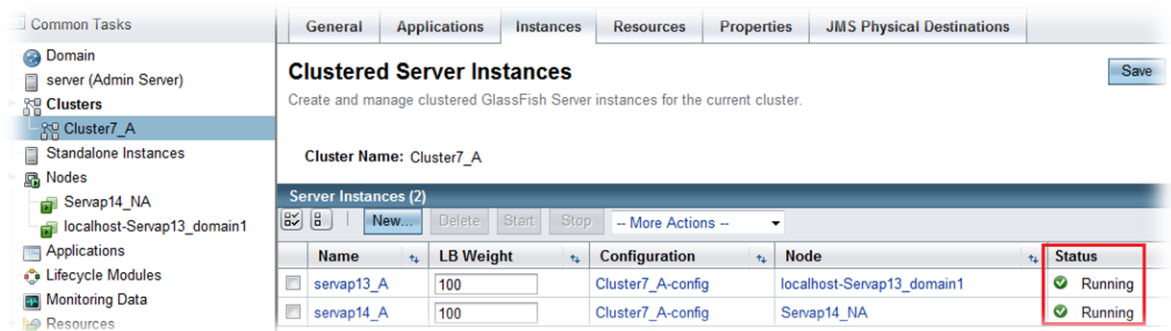 Common Tasks
Domain
server (Admin Server)
Clusters
Cluster7_A
Standalone Instances
Nodes
Servap14_NA
localhost-Servap13_domain1
Applications
Lifecycle Modules
Monitoring Data
Resources
General Applications Instances Resources Properties JMS Physical Destinations
Clustered Server Instances
Save
Create and manage clustered GlassFish Server instances for the current cluster.
Cluster Name: Cluster7_A
Server Instances (2)
New... Delete Start Stop -- More Actions --
Name LB Weight Configuration Node Status
servap13_A 100 Cluster7_A-config localhost-Servap13_domain1 Running
servap14_A 100 Cluster7_A-config Servap14_NA Running